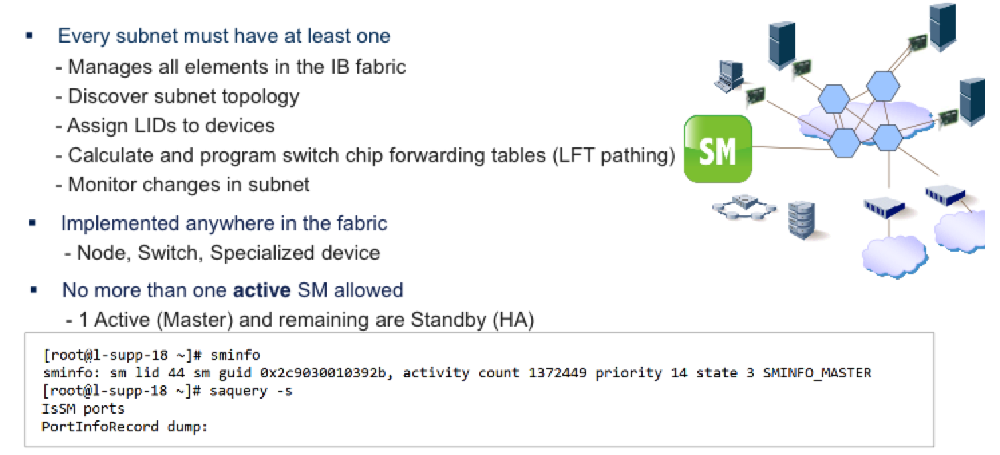 ▪ Every subnet must have at least one
- Manages all elements in the IB fabric
- Discover subnet topology
- Assign LIDs to devices
- Calculate and program switch chip forwarding tables (LFT pathing)
- Monitor changes in subnet
▪ Implemented anywhere in the fabric
- Node, Switch, Specialized device
▪ No more than one active SM allowed
- 1 Active (Master) and remaining are Standby (HA)
SM
[root@l-supp-18 ~]# sminfo
sminfo: sm lid 44 sm guid 0x2c9030010392b, activity count 1372449 priority 14 state 3 SMINFO_MASTER
[root@l-supp-18 ~]# saquery -s
IsSM ports
PortInfoRecord dump: